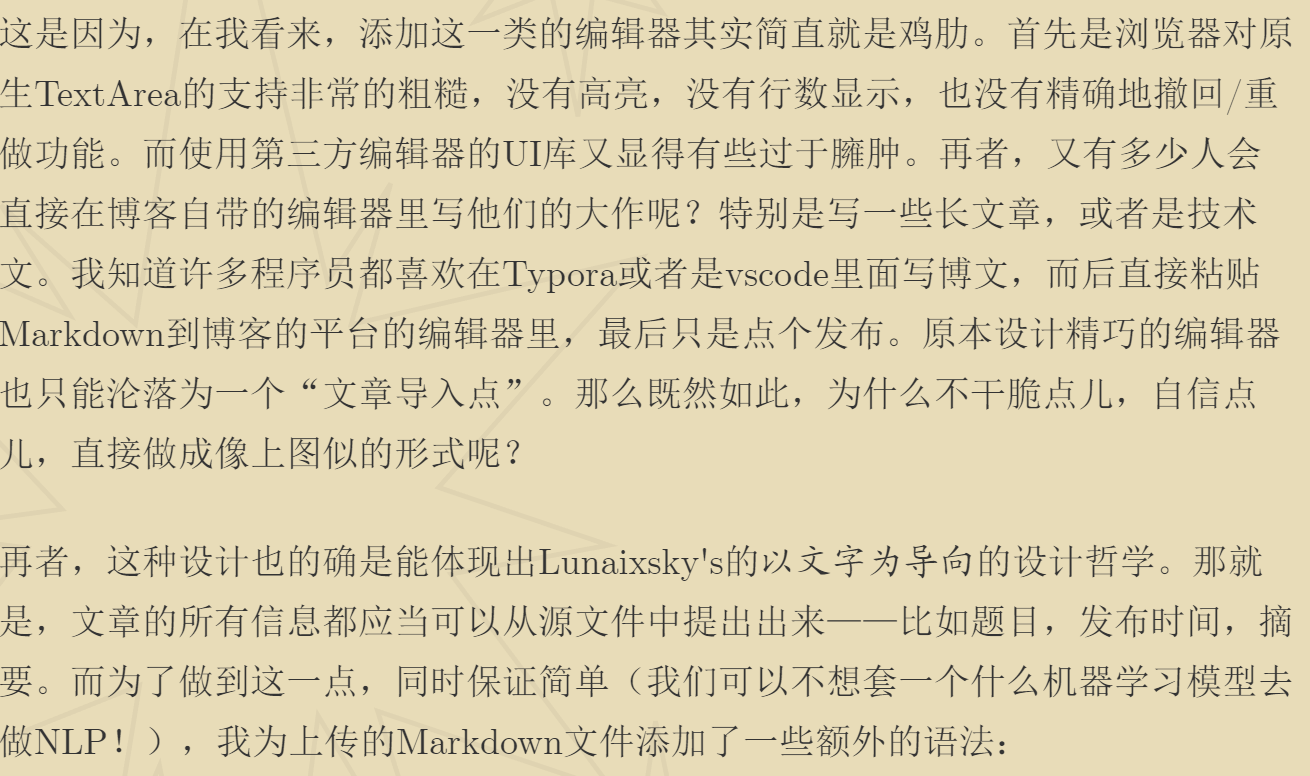 这是因为，在我看来，添加这一类的编辑器其实简直就是鸡肋。首先是浏览器对原
生TextArea的支持非常的粗糙，没有高亮，没有行数显示，也没有精确地撤回/重
做功能。而使用第三方编辑器的UI库又显得有些过于臃肿。再者，又有多少人会
直接在博客自带的编辑器里写他们的大作呢？特别是写一些长文章，或者是技术
文。我知道许多程序员都喜欢在Typora或者是vscode里面写博文，而后直接粘贴
Markdown到博客的平台的编辑器里，最后只是点个发布。原本设计精巧的编辑器
也只能沦落为一个“文章导入点”。那么既然如此，为什么不干脆点儿，自信点
儿，直接做成像上图似的形式呢？
再者，这种设计也的确是能体现出Lunaixsky's的以文字为导向的设计哲学。那就
是，文章的所有信息都应当可以从源文件中提出出来——比如题目，发布时间，摘
要。而为了做到这一点，同时保证简单（我们可以不想套一个什么机器学习模型去
做NLP！），我为上传的Markdown文件添加了一些额外的语法：